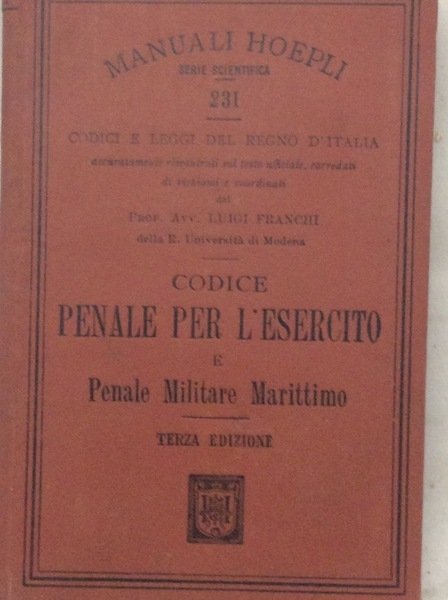 MANUALI HOEPLI
SERIE SCIENTIFICA
231
CODICI E LEGGI DEL REGNO D'ITALIA
accuratamente riscontrati sul testo ufficiale, corredati
di richiami e coordinati
dal
PROF. AVV. LUIGI FRANCHI
della R. Università di Modena
CODICE
PENALE PER L'ESERCITO
E
Penale Militare Marittimo
TERZA EDIZIONE